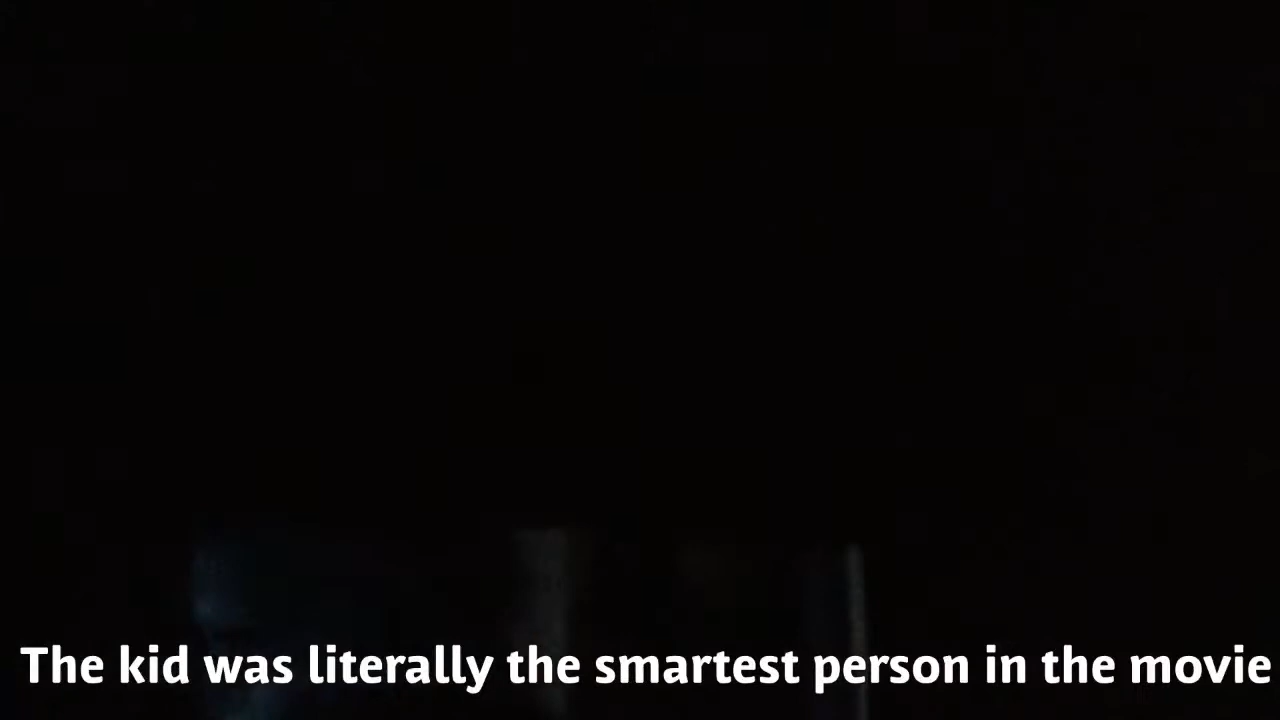 The kid was literally the smartest person in the movie